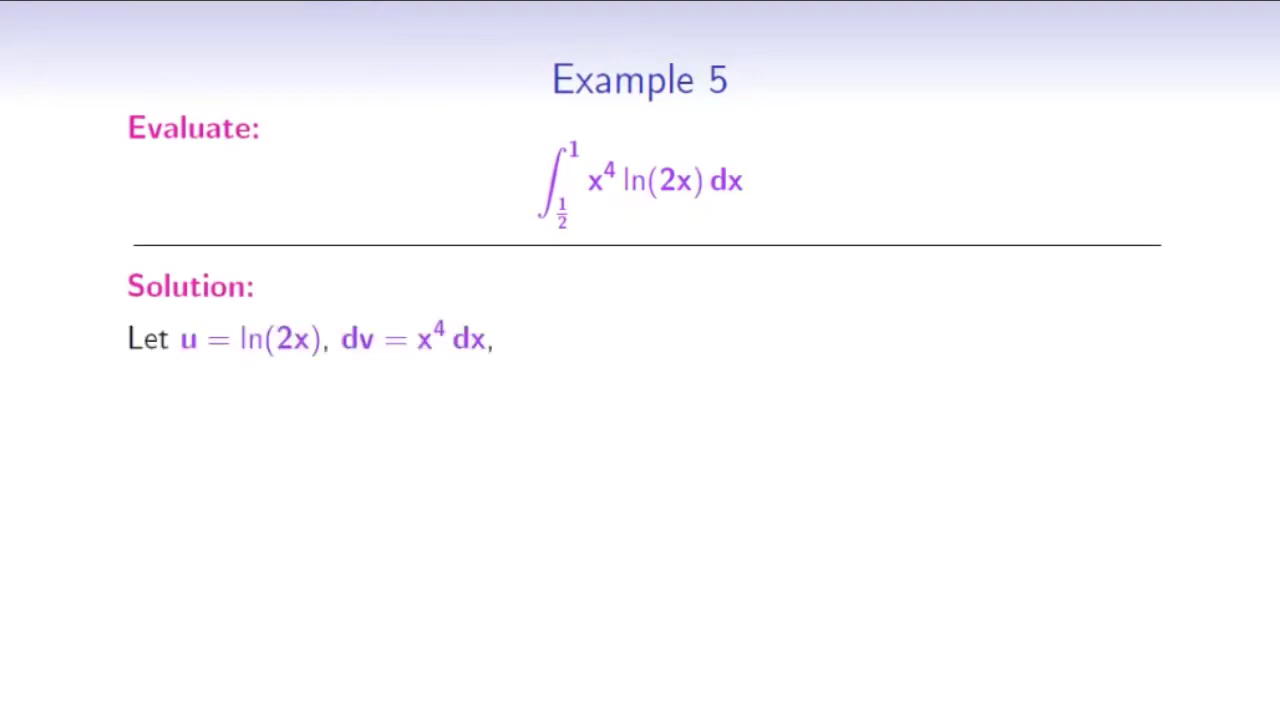 Example 5
Evaluate:
∫_{1/2}^{1} x⁴ ln(2x) dx
Solution:
Let u = ln(2x), dv = x⁴ dx,